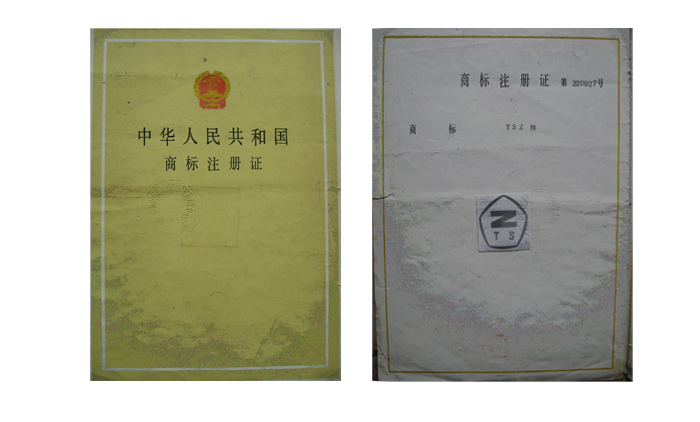 中华人民共和国
商标注册证
商标注册证 第 220927号
商 标 TSZ 牌
Z
T S